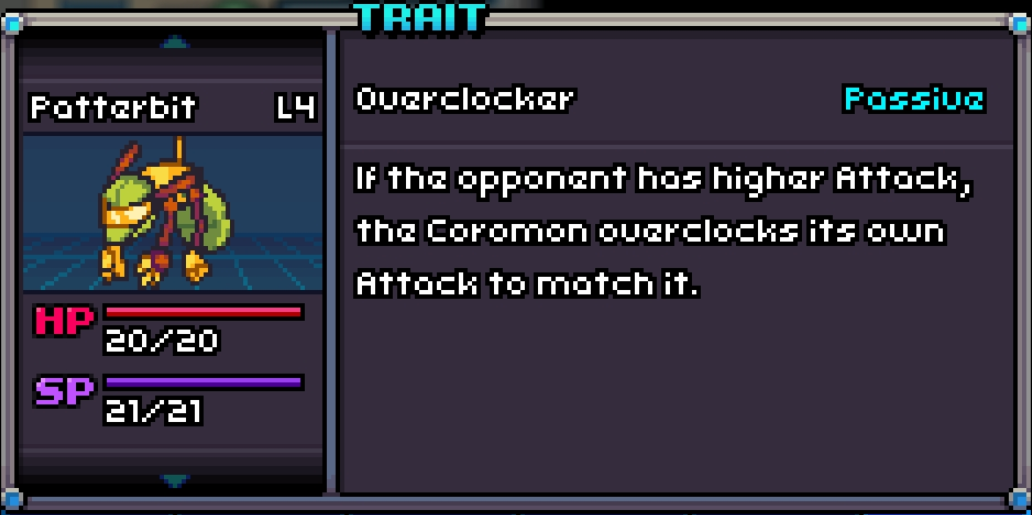 TRAIT
Patterbit L4
Overclocker Passive
If the opponent has higher Attack,
the Coromon overclocks its own
Attack to match it.
HP
20/20
SP
21/21